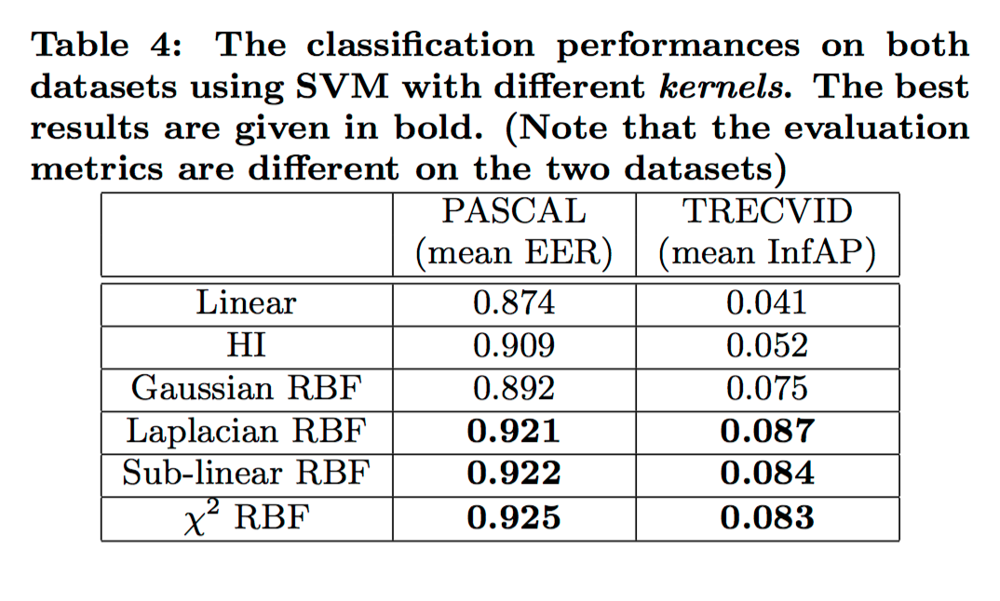 Table 4: The classification performances on both
datasets using SVM with different kernels. The best
results are given in bold. (Note that the evaluation
metrics are different on the two datasets)
PASCAL TRECVID
(mean EER) (mean InfAP)
Linear 0.874 0.041
HI 0.909 0.052
Gaussian RBF 0.892 0.075
Laplacian RBF 0.921 0.087
Sub-linear RBF 0.922 0.084
χ² RBF 0.925 0.083